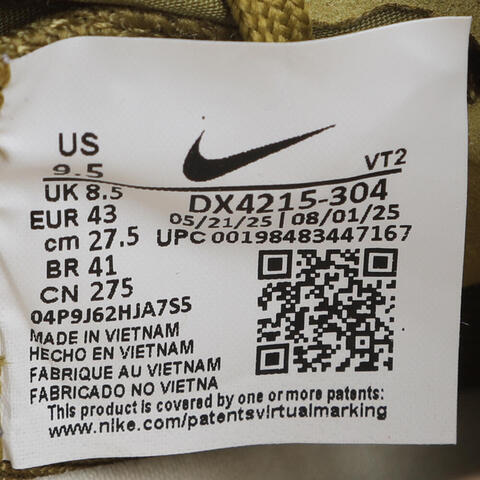 US
9.5
VT2
UK 8.5
DX4215-304
EUR 43
05/21/25 | 08/01/25
cm 27.5
UPC 00198483447167
BR 41
CN 275
04P9J62HJA7S5
MADE IN VIETNAM
HECHO EN VIETNAM
FABRIQUE AU VIETNAM
FABRICADO NO VIETNA
This product is covered by one or more patents:
www.nike.com/patentsvirtualmarking